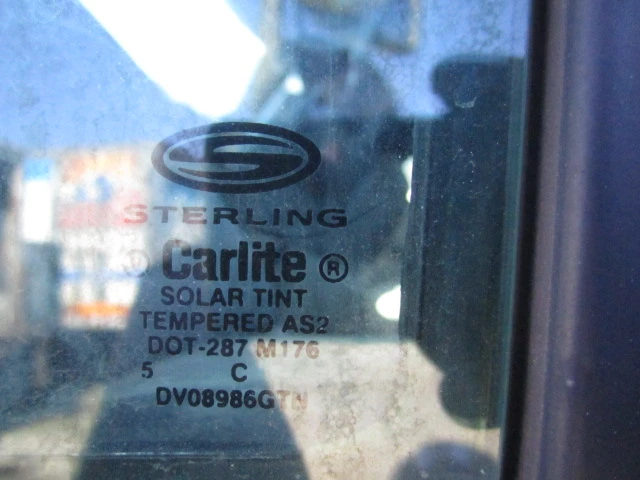 STERLING
Carlite ®
SOLAR TINT
TEMPERED AS2
DOT-287 M176
5 C
DV08986GTN